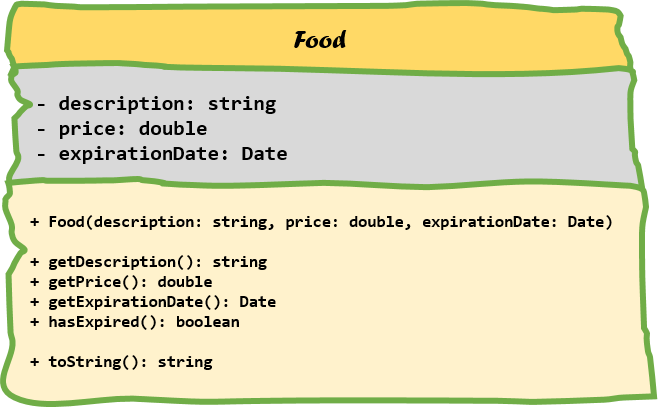 Food
- description: string
- price: double
- expirationDate: Date
+ Food(description: string, price: double, expirationDate: Date)
+ getDescription(): string
+ getPrice(): double
+ getExpirationDate(): Date
+ hasExpired(): boolean
+ toString(): string